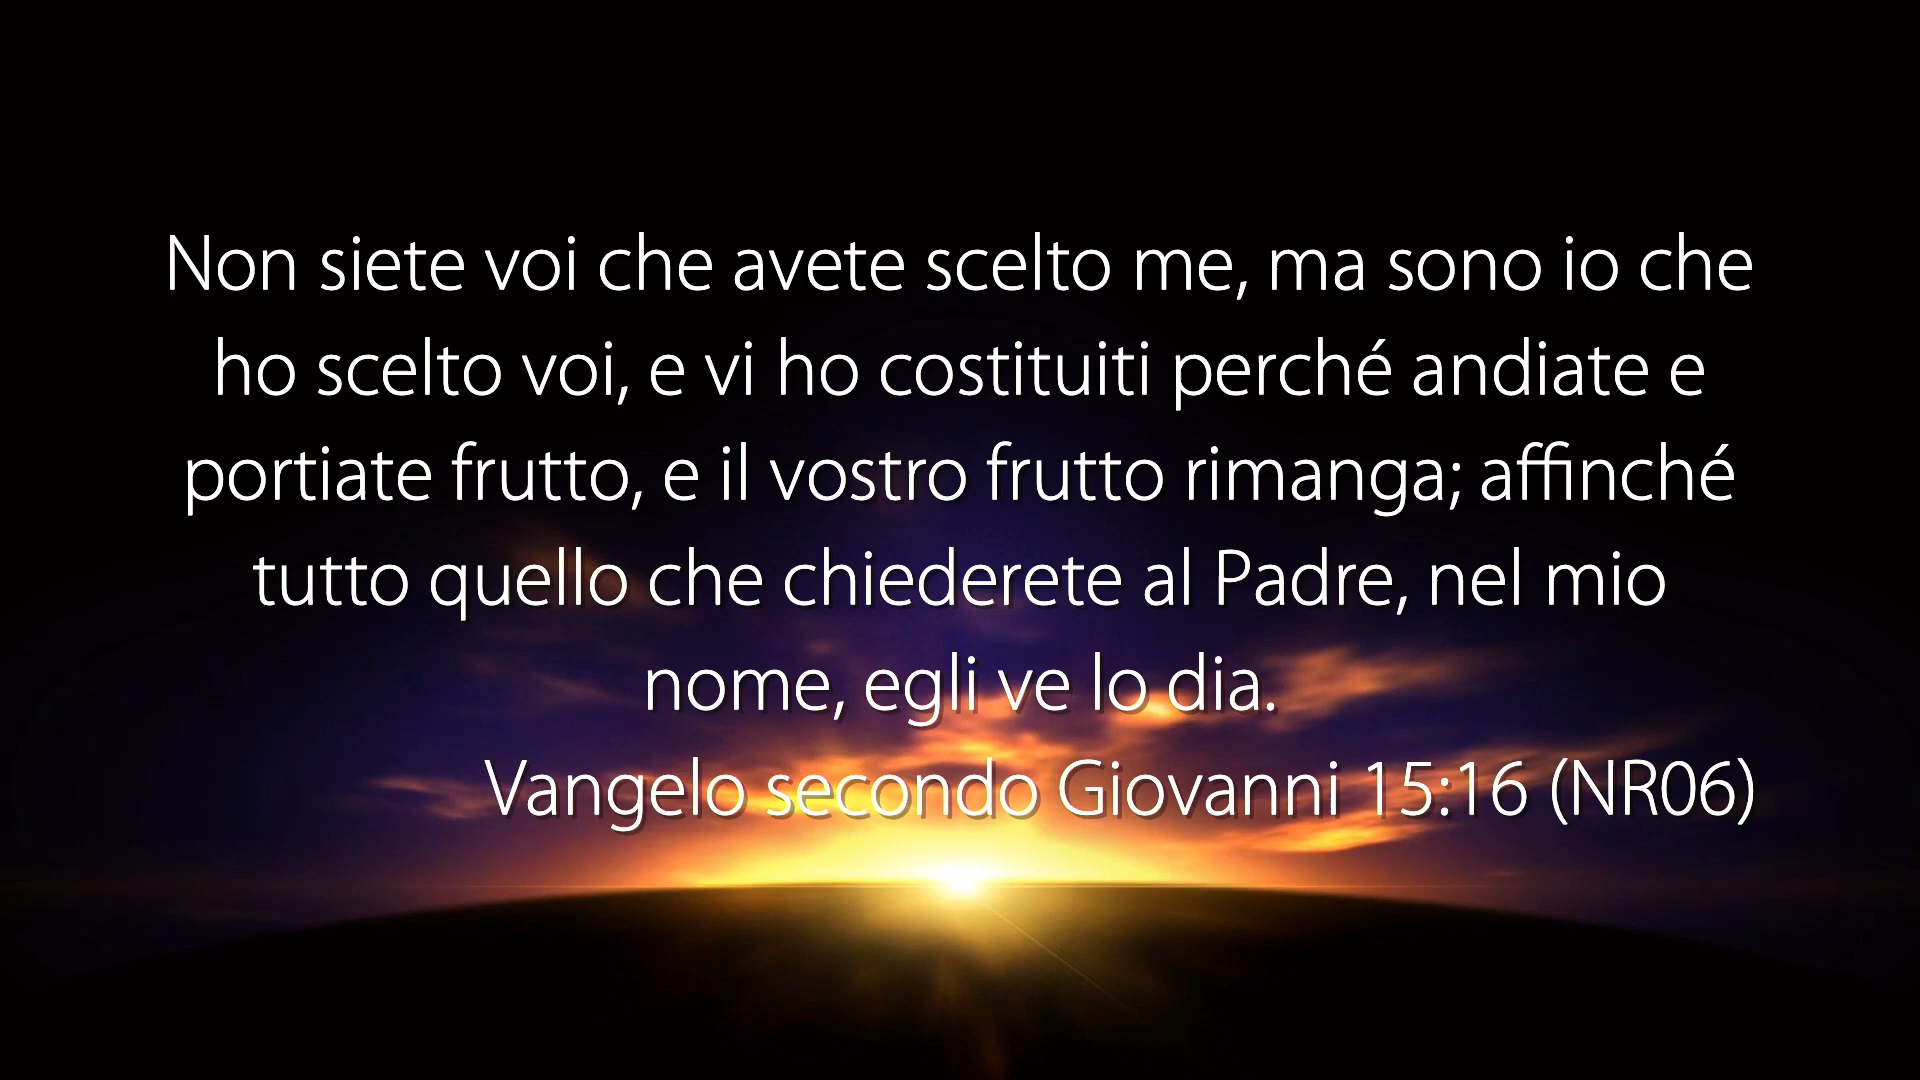 Non siete voi che avete scelto me, ma sono io che
ho scelto voi, e vi ho costituiti perché andiate e
portiate frutto, e il vostro frutto rimanga; affinché
tutto quello che chiederete al Padre, nel mio
nome, egli ve lo dia.
Vangelo secondo Giovanni 15:16 (NR06)